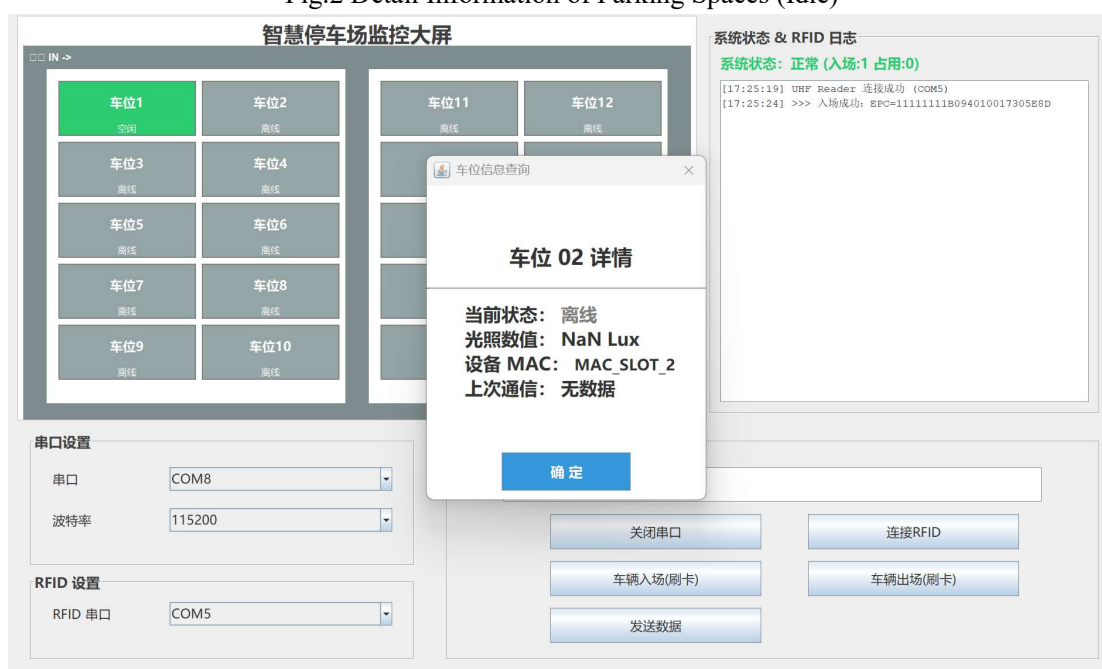 Fig.2 Detail Information of Parking Spaces (Idle)
智慧停车场监控大屏
IN ->
车位1
空闲
车位2
离线
车位11
离线
车位12
离线
车位3
离线
车位4
离线
车位5
离线
车位6
离线
车位7
离线
车位8
离线
车位9
离线
车位10
离线
车位信息查询
车位 02 详情
当前状态： 离线
光照数值： NaN Lux
设备 MAC： MAC_SLOT_2
上次通信： 无数据
确 定
系统状态 & RFID 日志
系统状态：正常 (入场:1 占用:0)
[17:25:19] UHF Reader 连接成功 (COM5)
[17:25:24] >>> 入场成功: EPC=11111111B094010017305E8D
串口设置
串口 COM8
波特率 115200
RFID 设置
RFID 串口 COM5
关闭串口
连接RFID
车辆入场(刷卡)
车辆出场(刷卡)
发送数据